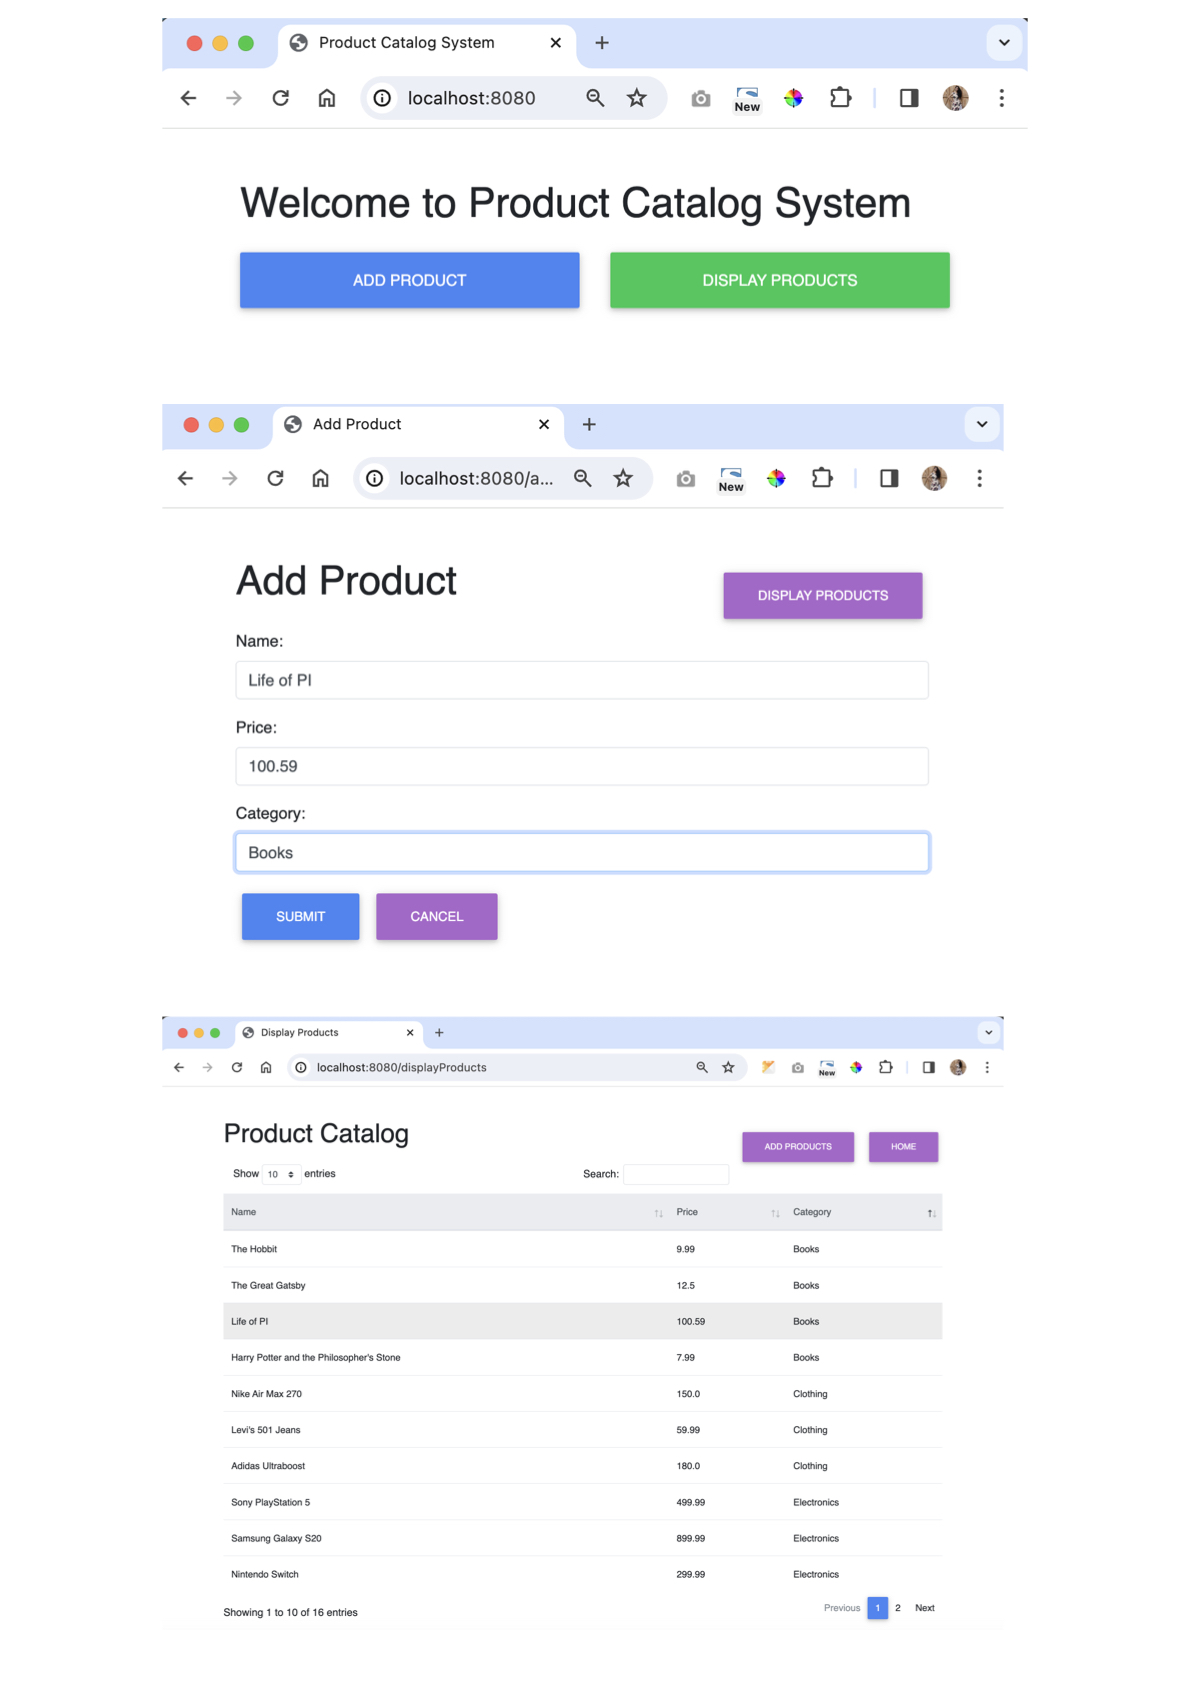 Product Catalog System
localhost:8080
New
Welcome to Product Catalog System
ADD PRODUCT DISPLAY PRODUCTS
Add Product
localhost:8080/a...
New
Add Product
DISPLAY PRODUCTS
Name:
Life of PI
Price:
100.59
Category:
Books
SUBMIT CANCEL
Display Products
localhost:8080/displayProducts
New
Product Catalog
ADD PRODUCTS HOME
Show 10 entries Search:
Name Price Category
The Hobbit 9.99 Books
The Great Gatsby 12.5 Books
Life of PI 100.59 Books
Harry Potter and the Philosopher's Stone 7.99 Books
Nike Air Max 270 150.0 Clothing
Levi's 501 Jeans 59.99 Clothing
Adidas Ultraboost 180.0 Clothing
Sony PlayStation 5 499.99 Electronics
Samsung Galaxy S20 899.99 Electronics
Nintendo Switch 299.99 Electronics
Showing 1 to 10 of 16 entries Previous 1 2 Next